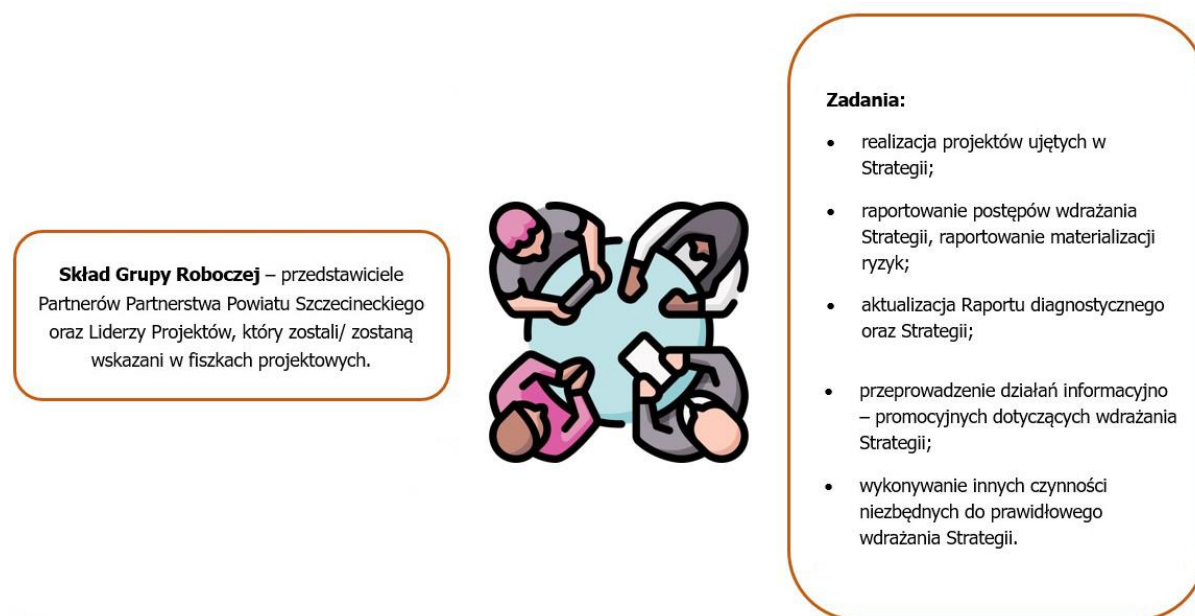 Skład Grupy Roboczej – przedstawiciele
Partnerów Partnerstwa Powiatu Szczecineckiego
oraz Liderzy Projektów, który zostali/ zostaną
wskazani w fiszkach projektowych.
Zadania:
• realizacja projektów ujętych w
Strategii;
• raportowanie postępów wdrażania
Strategii, raportowanie materializacji
ryzyk;
• aktualizacja Raportu diagnostycznego
oraz Strategii;
• przeprowadzenie działań informacyjno
– promocyjnych dotyczących wdrażania
Strategii;
• wykonywanie innych czynności
niezbędnych do prawidłowego
wdrażania Strategii.